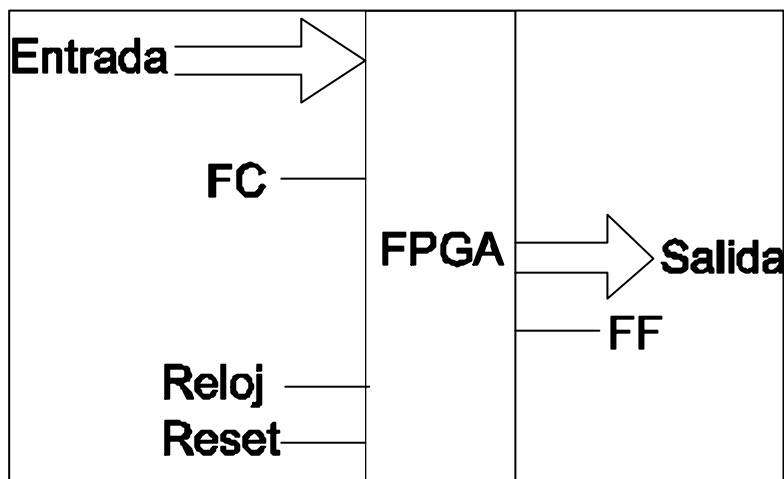 Entrada
FC
FPGA
Salida
FF
Reloj
Reset